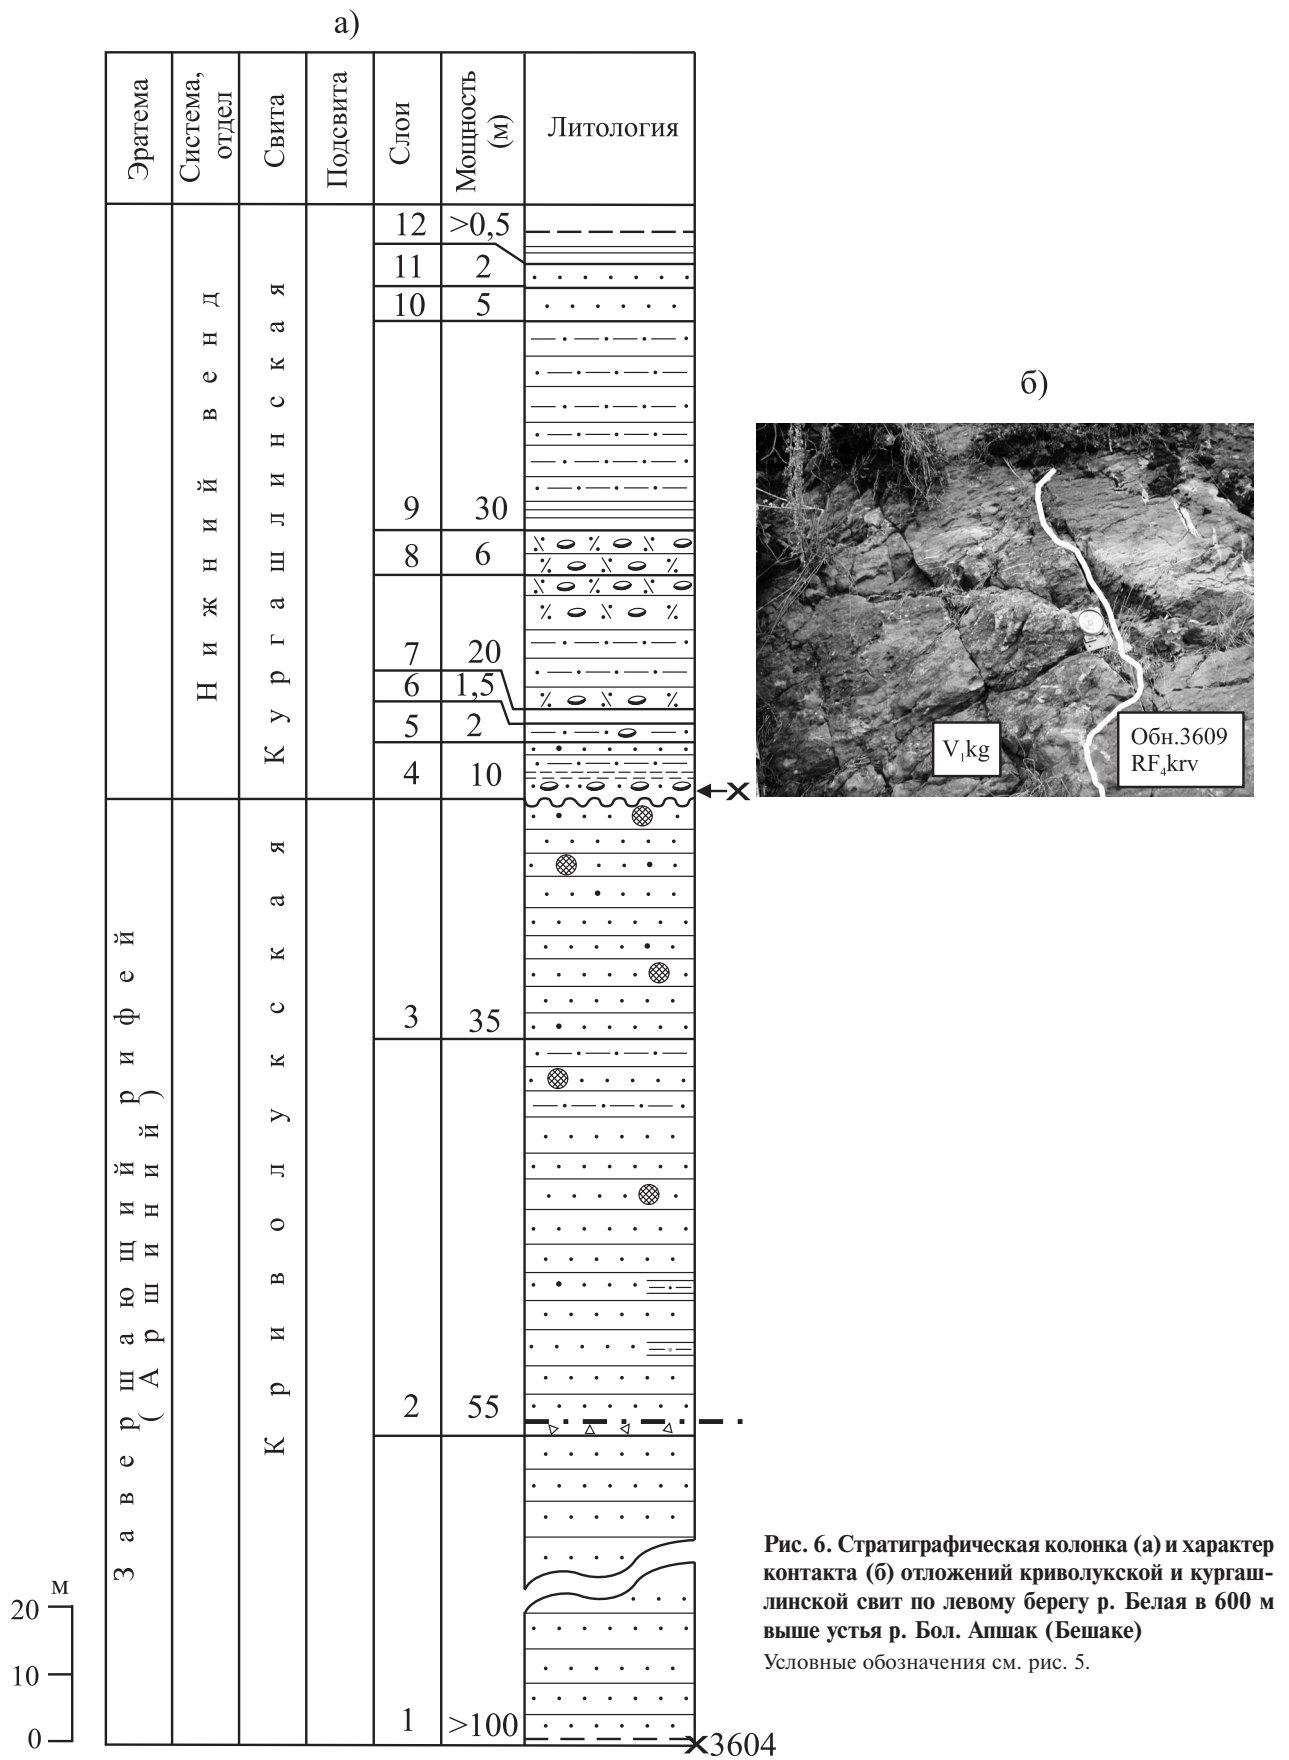 а)
Эратема
Система,
отдел
Свита
Подсвита
Слои
Мощность
(м)
Литология
Нижний венд
Кургашлинская
12 >0,5
11 2
10 5
9 30
8 6
7 20
6 1,5
5 2
4 10
Завершающий рифей
(Аршиний)
Криволукская
3 35
2 55
1 >100
х
х3604
м
20
10
0
б)
V₁kg
Обн.3609
RF₄krv
Рис. 6. Стратиграфическая колонка (а) и характер
контакта (б) отложений криволукской и кургаш-
линской свит по левому берегу р. Белая в 600 м
выше устья р. Бол. Апшак (Бешаке)
Условные обозначения см. рис. 5.